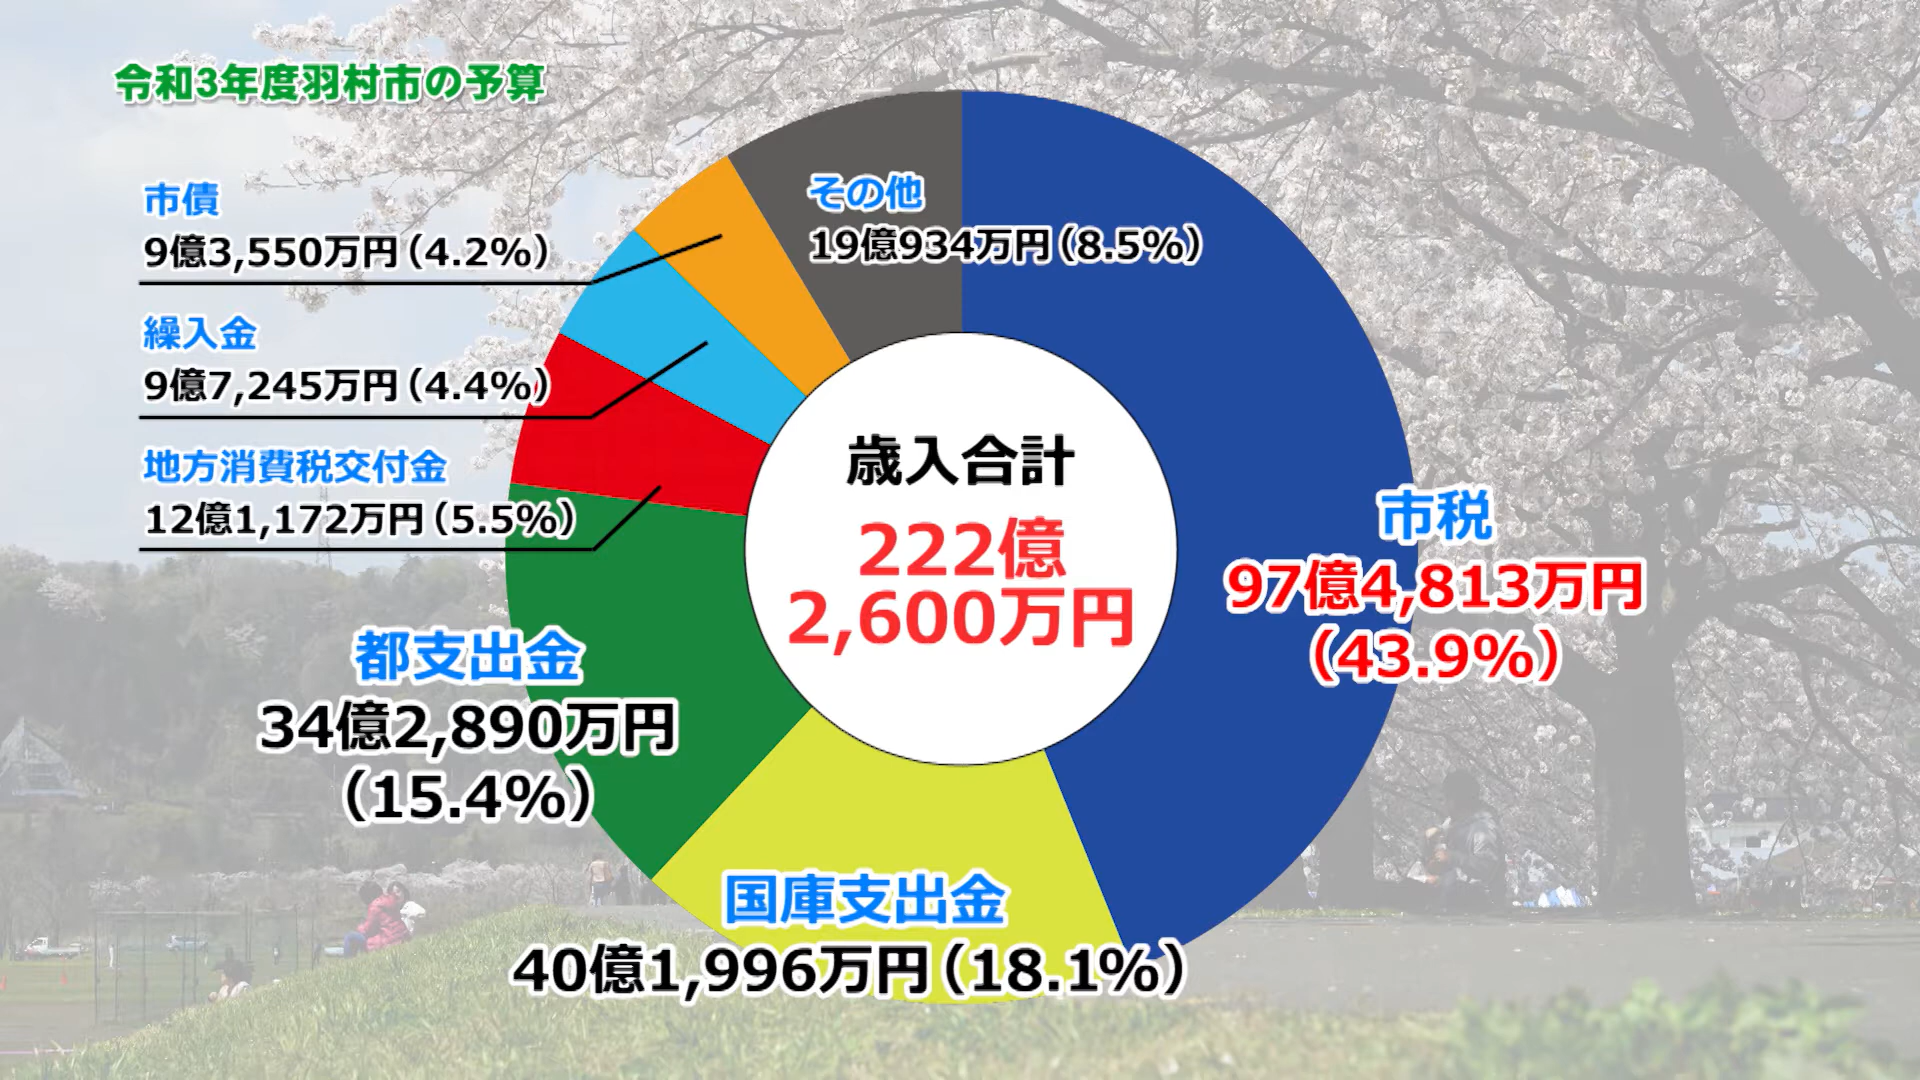 令和3年度羽村市の予算
市債
9億3,550万円（4.2%）
繰入金
9億7,245万円（4.4%）
地方消費税交付金
12億1,172万円（5.5%）
都支出金
34億2,890万円
（15.4%）
国庫支出金
40億1,996万円（18.1%）
その他
19億934万円（8.5%）
歳入合計
222億
2,600万円
市税
97億4,813万円
（43.9%）